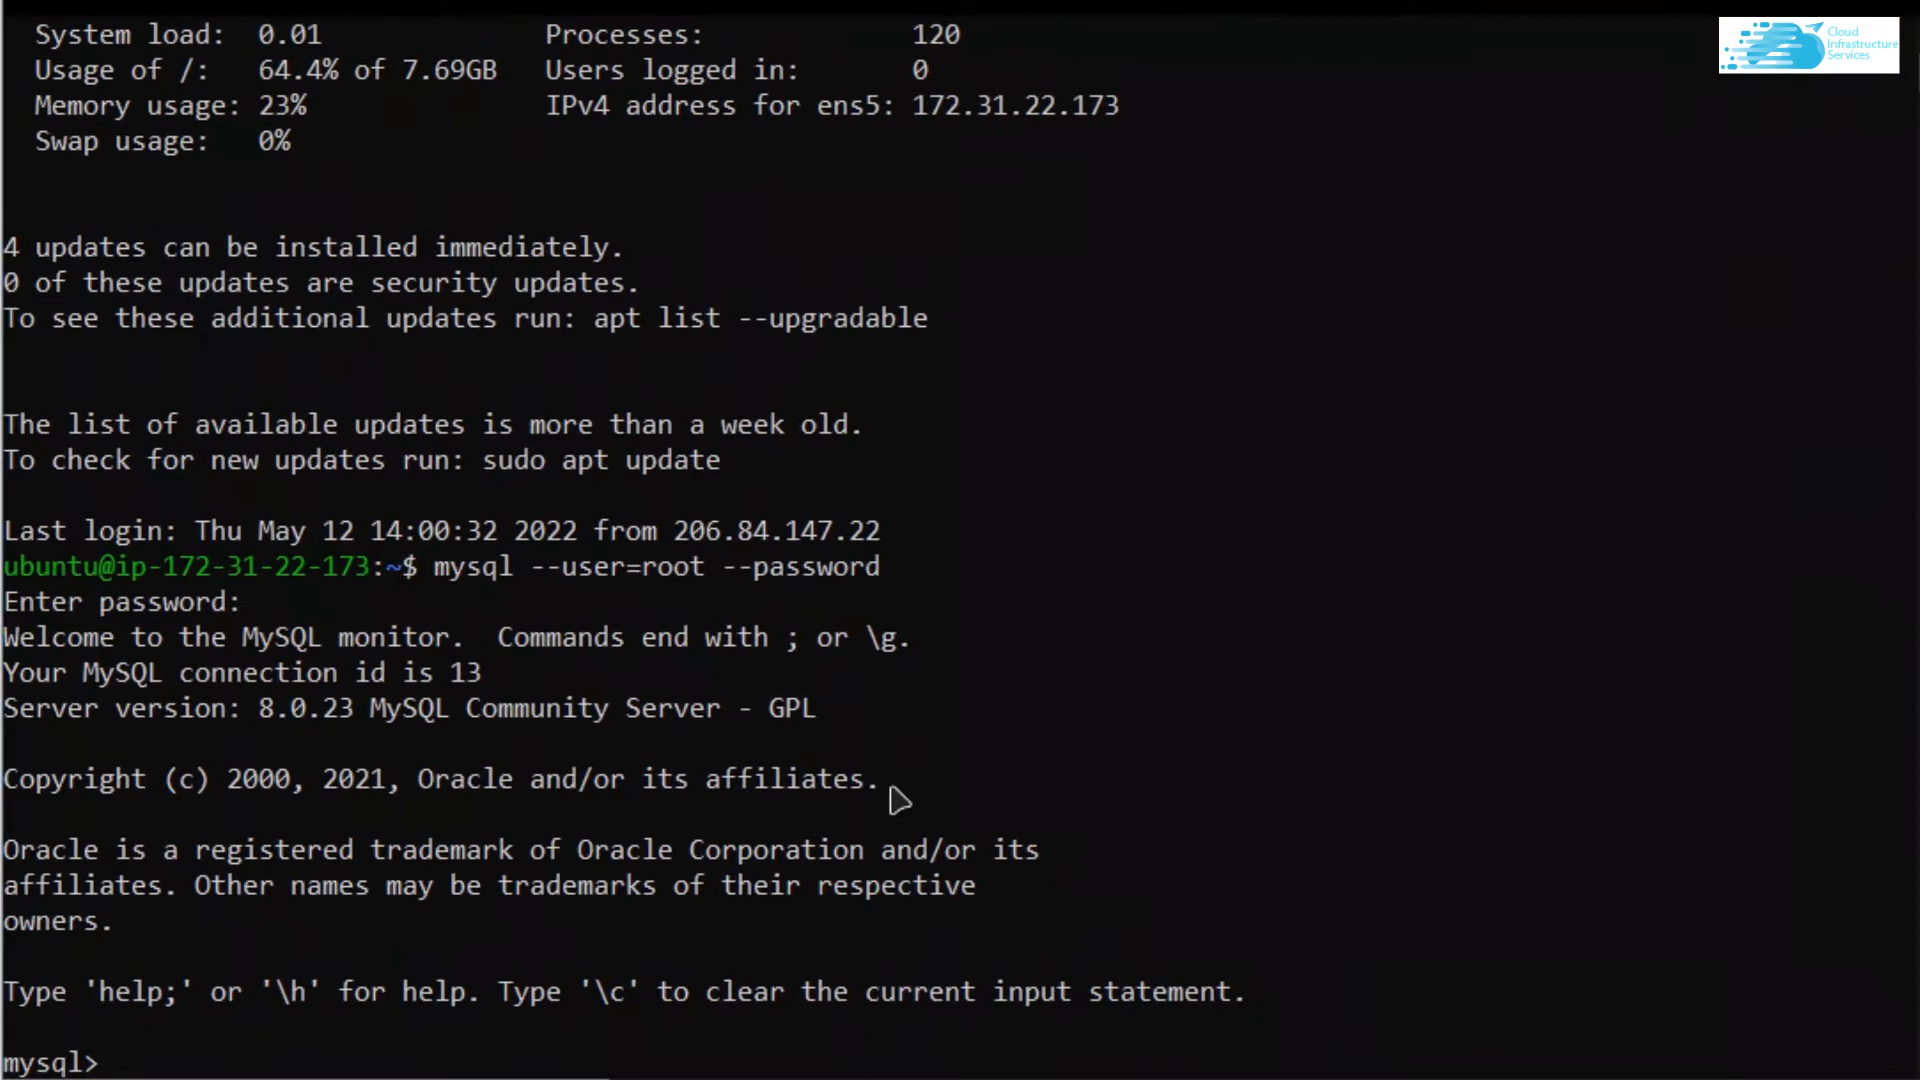 System load:  0.01              Processes:             120
Usage of /:   64.4% of 7.69GB   Users logged in:       0
Memory usage: 23%               IPv4 address for ens5: 172.31.22.173
Swap usage:   0%
4 updates can be installed immediately.
0 of these updates are security updates.
To see these additional updates run: apt list --upgradable
The list of available updates is more than a week old.
To check for new updates run: sudo apt update
Last login: Thu May 12 14:00:32 2022 from 206.84.147.22
ubuntu@ip-172-31-22-173:~$ mysql --user=root --password
Enter password:
Welcome to the MySQL monitor.  Commands end with ; or \g.
Your MySQL connection id is 13
Server version: 8.0.23 MySQL Community Server - GPL
Copyright (c) 2000, 2021, Oracle and/or its affiliates.
Oracle is a registered trademark of Oracle Corporation and/or its
affiliates. Other names may be trademarks of their respective
owners.
Type 'help;' or '\h' for help. Type '\c' to clear the current input statement.
mysql>
Cloud
Infrastructure
Services